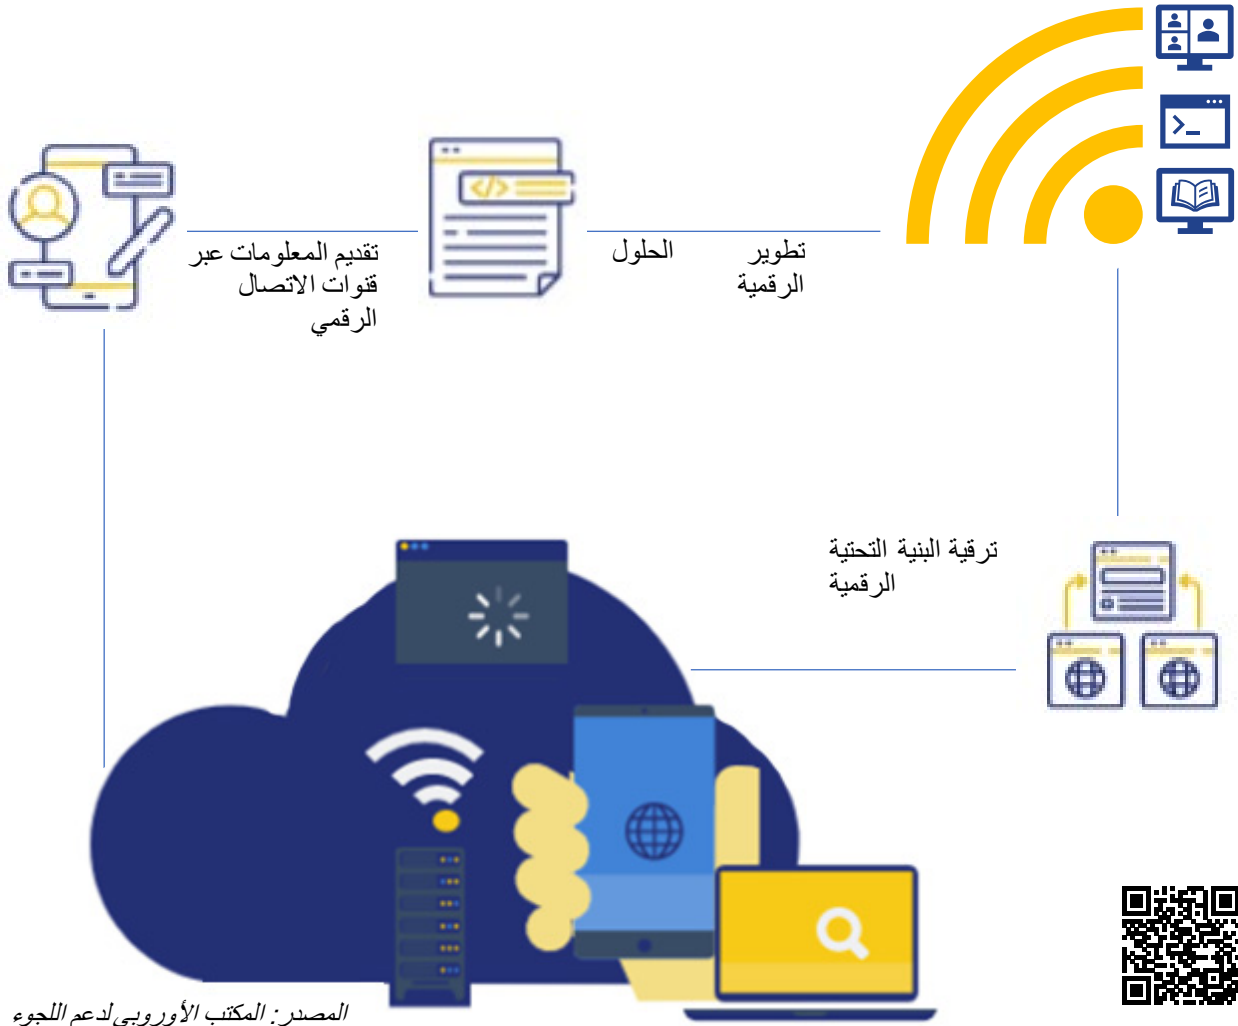 تطوير الحلول
الرقمية
تقديم المعلومات عبر
قنوات الاتصال
الرقمي
ترقية البنية التحتية
الرقمية
المصدر: المكتب الأوروبي لدعم اللجوء